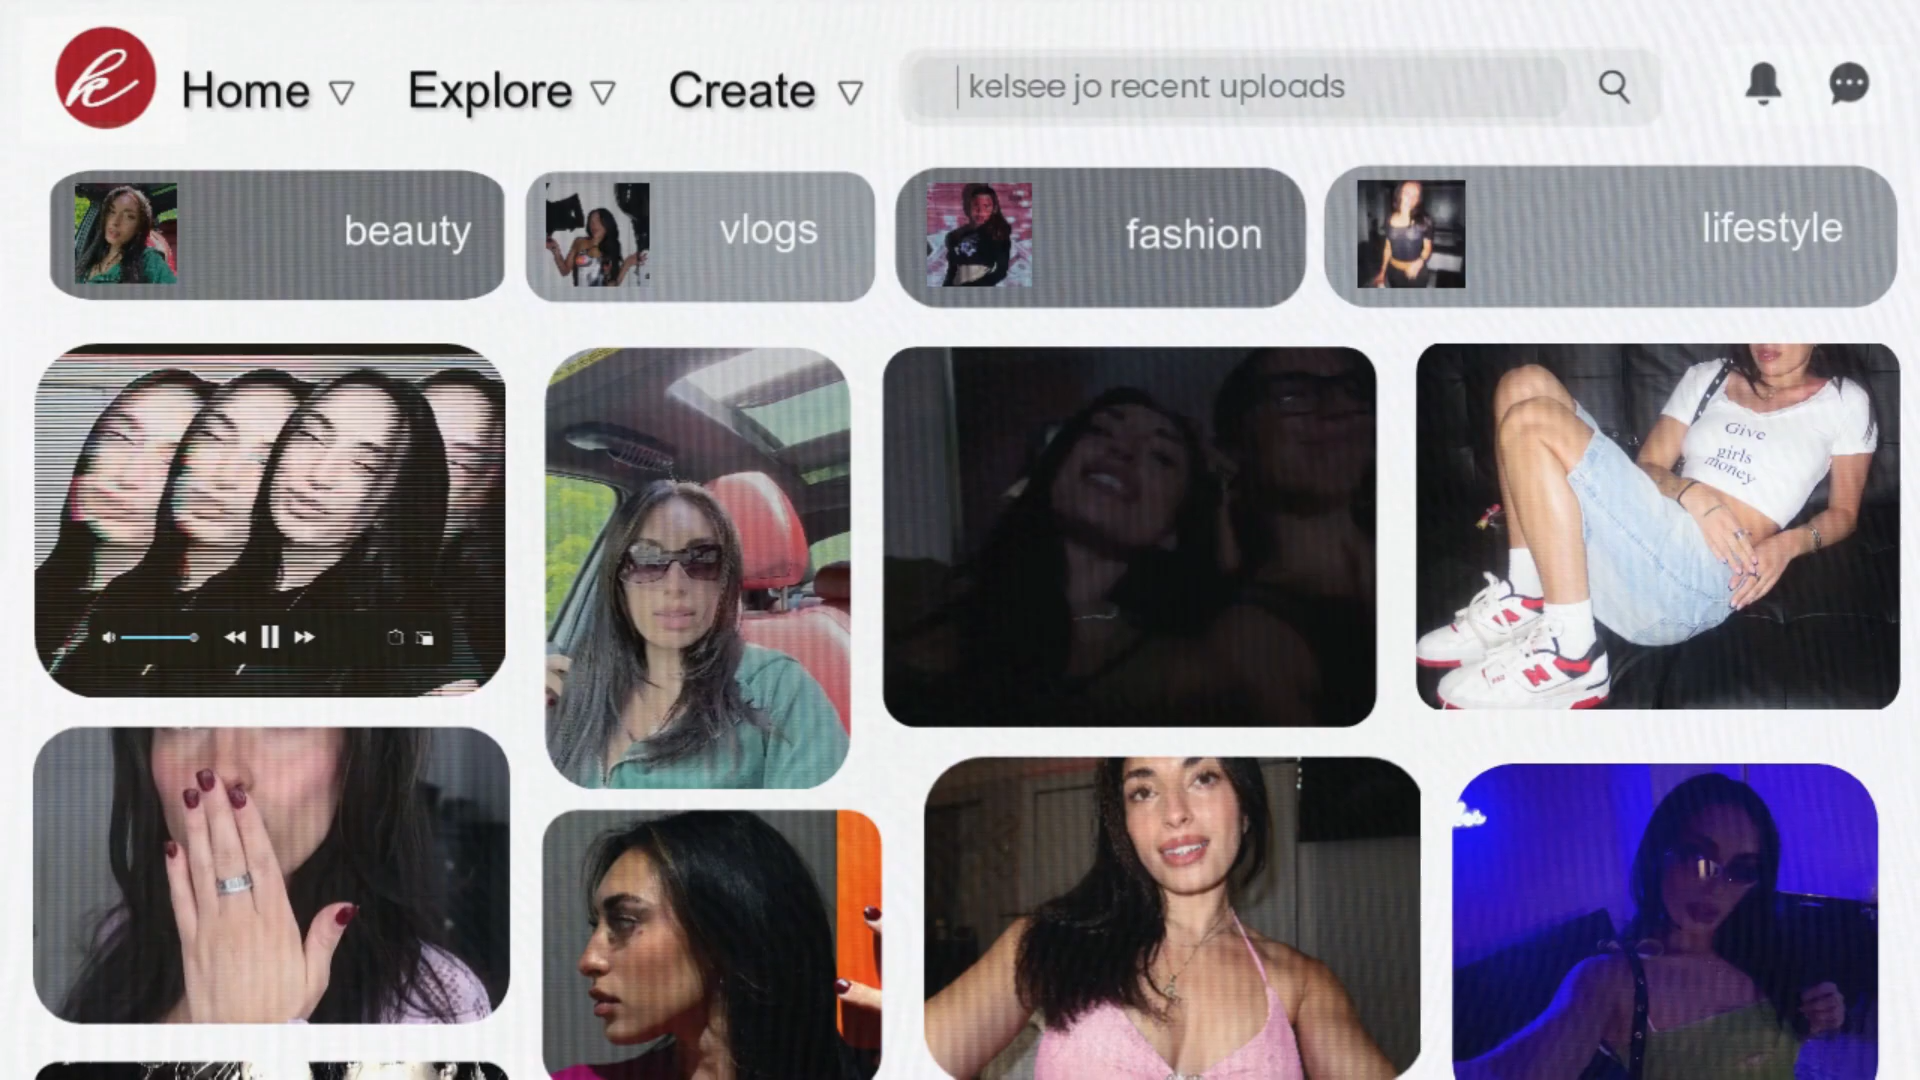 k
Home ▽ Explore ▽ Create ▽ kelsee jo recent uploads
beauty
vlogs
fashion
lifestyle
Give
girls
money
N
N